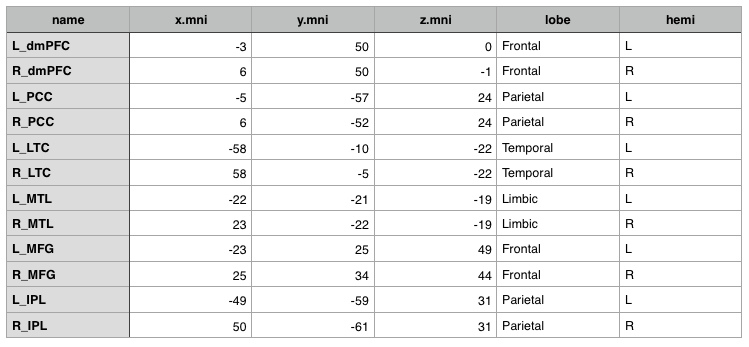 name x.mni y.mni z.mni lobe hemi
L_dmPFC -3 50 0 Frontal L
R_dmPFC 6 50 -1 Frontal R
L_PCC -5 -57 24 Parietal L
R_PCC 6 -52 24 Parietal R
L_LTC -58 -10 -22 Temporal L
R_LTC 58 -5 -22 Temporal R
L_MTL -22 -21 -19 Limbic L
R_MTL 23 -22 -19 Limbic R
L_MFG -23 25 49 Frontal L
R_MFG 25 34 44 Frontal R
L_IPL -49 -59 31 Parietal L
R_IPL 50 -61 31 Parietal R